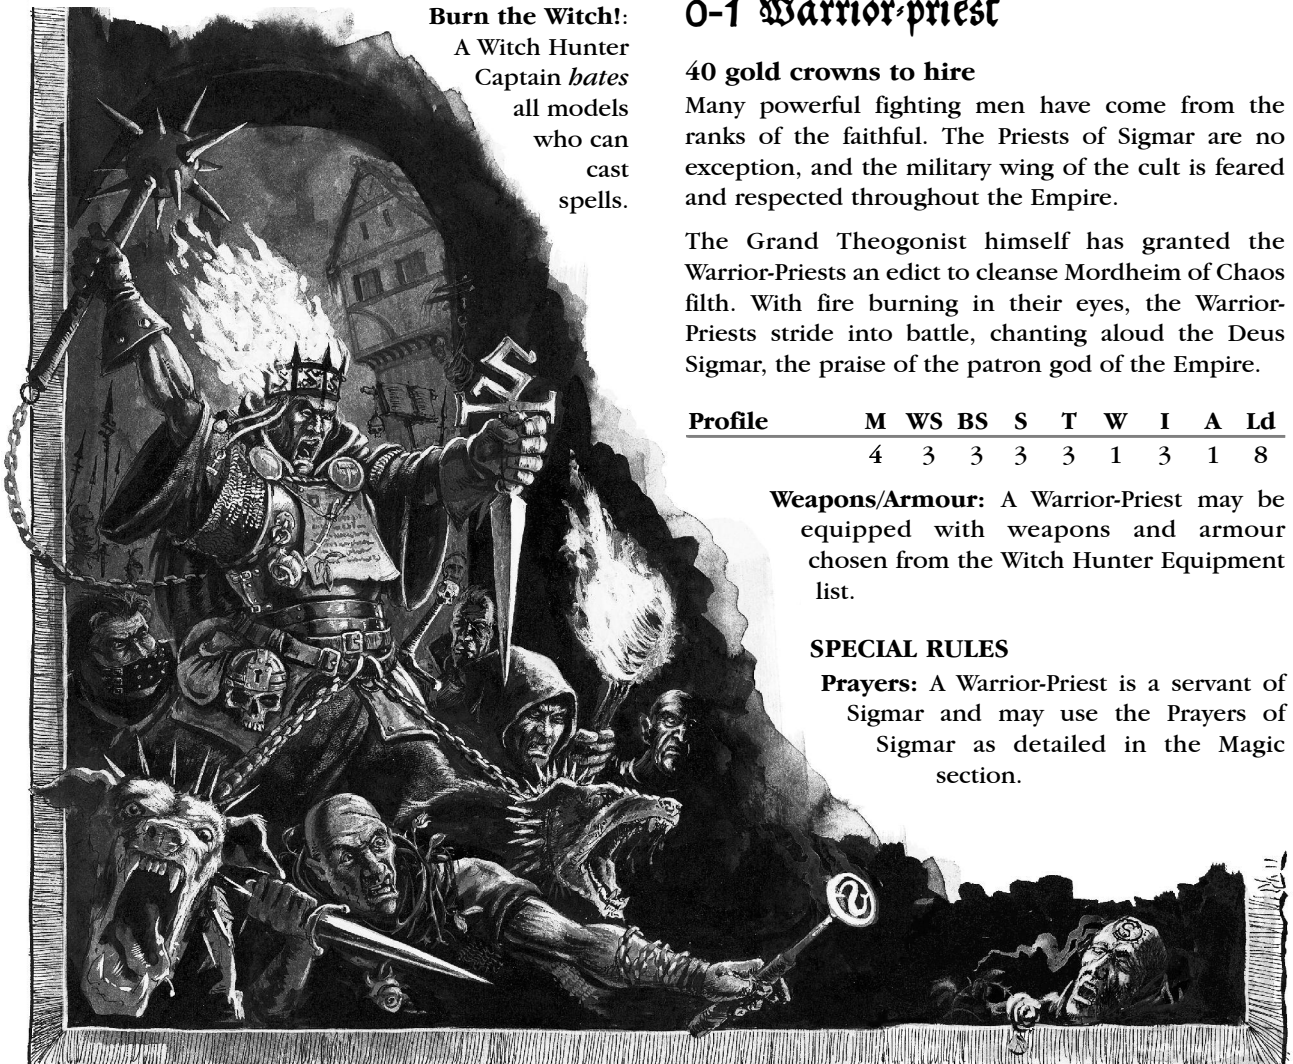 Burn the Witch!:
A Witch Hunter
Captain hates
all models
who can
cast
spells.
0-1 Warrior-priest
40 gold crowns to hire
Many powerful fighting men have come from the
ranks of the faithful. The Priests of Sigmar are no
exception, and the military wing of the cult is feared
and respected throughout the Empire.
The Grand Theogonist himself has granted the
Warrior-Priests an edict to cleanse Mordheim of Chaos
filth. With fire burning in their eyes, the Warrior-
Priests stride into battle, chanting aloud the Deus
Sigmar, the praise of the patron god of the Empire.
Profile M WS BS S T W I A Ld
4 3 3 3 3 1 3 1 8
Weapons/Armour: A Warrior-Priest may be
equipped with weapons and armour
chosen from the Witch Hunter Equipment
list.
SPECIAL RULES
Prayers: A Warrior-Priest is a servant of
Sigmar and may use the Prayers of
Sigmar as detailed in the Magic
section.